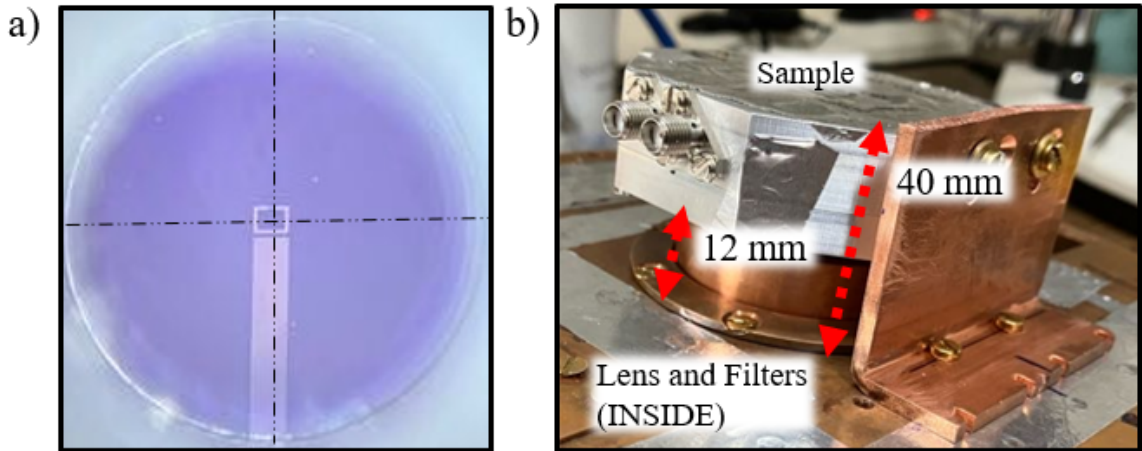 a)
b)
Sample
40 mm
12 mm
Lens and Filters
(INSIDE)